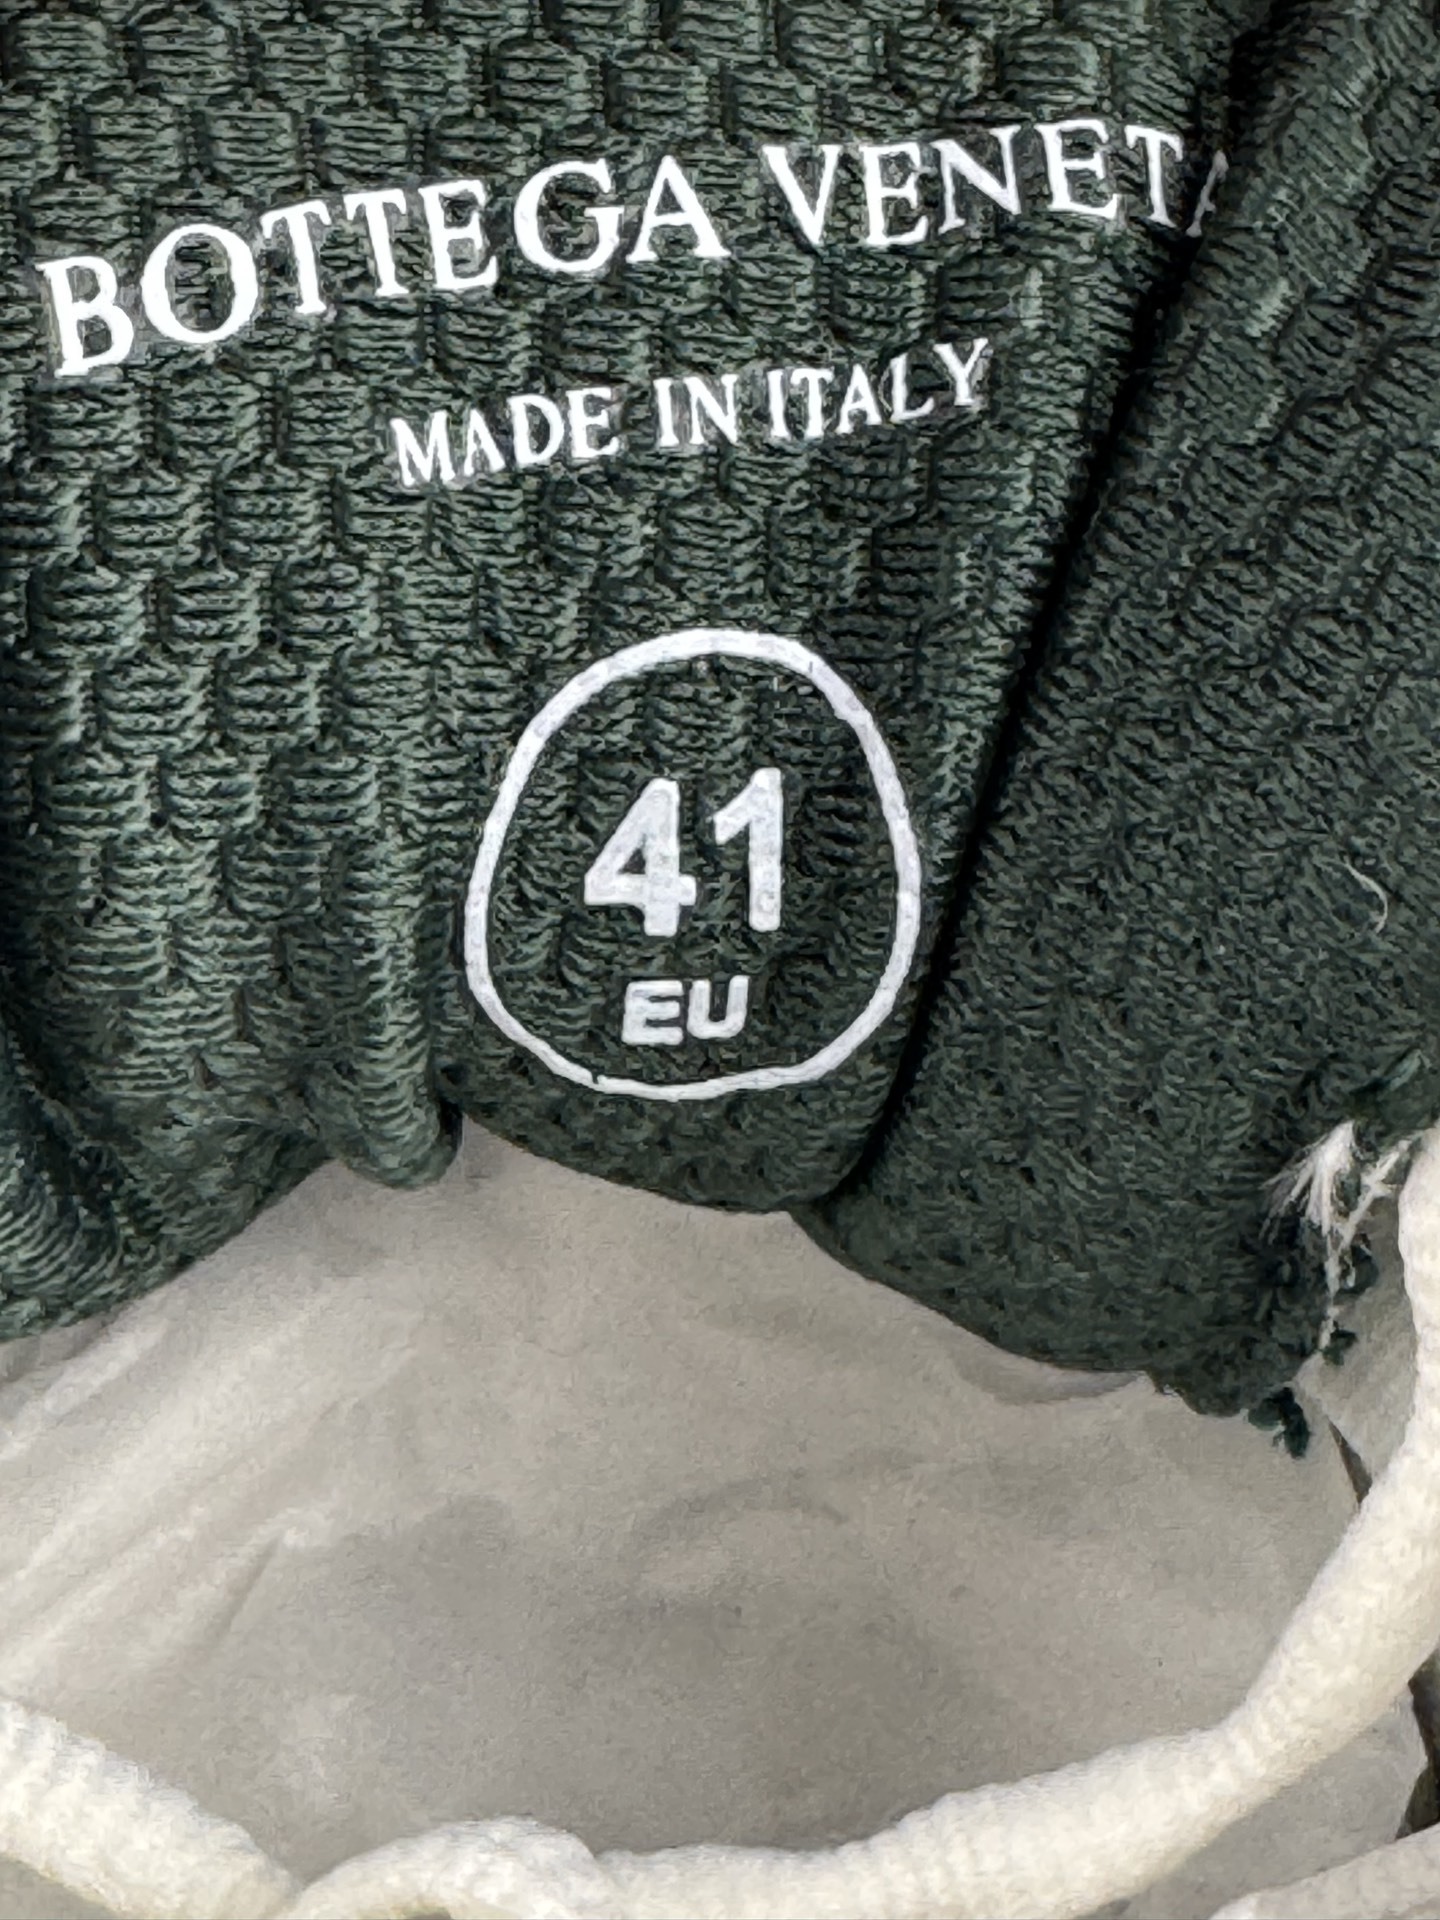 BOTTEGA VENETA
MADE IN ITALY
41
EU